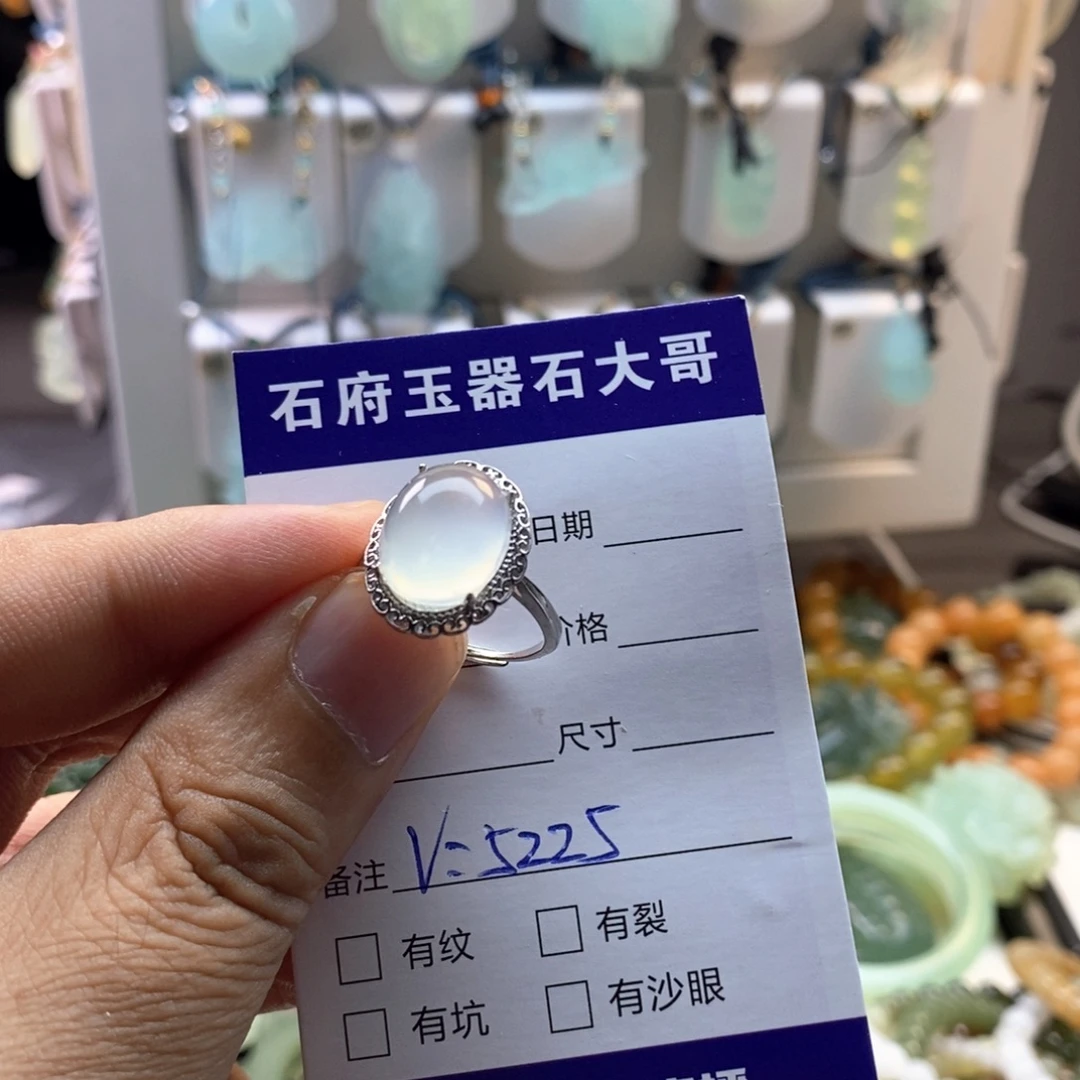 石府玉器石大哥
日期
价格
尺寸
备注 V:5225
有纹 有裂
有坑 有沙眼